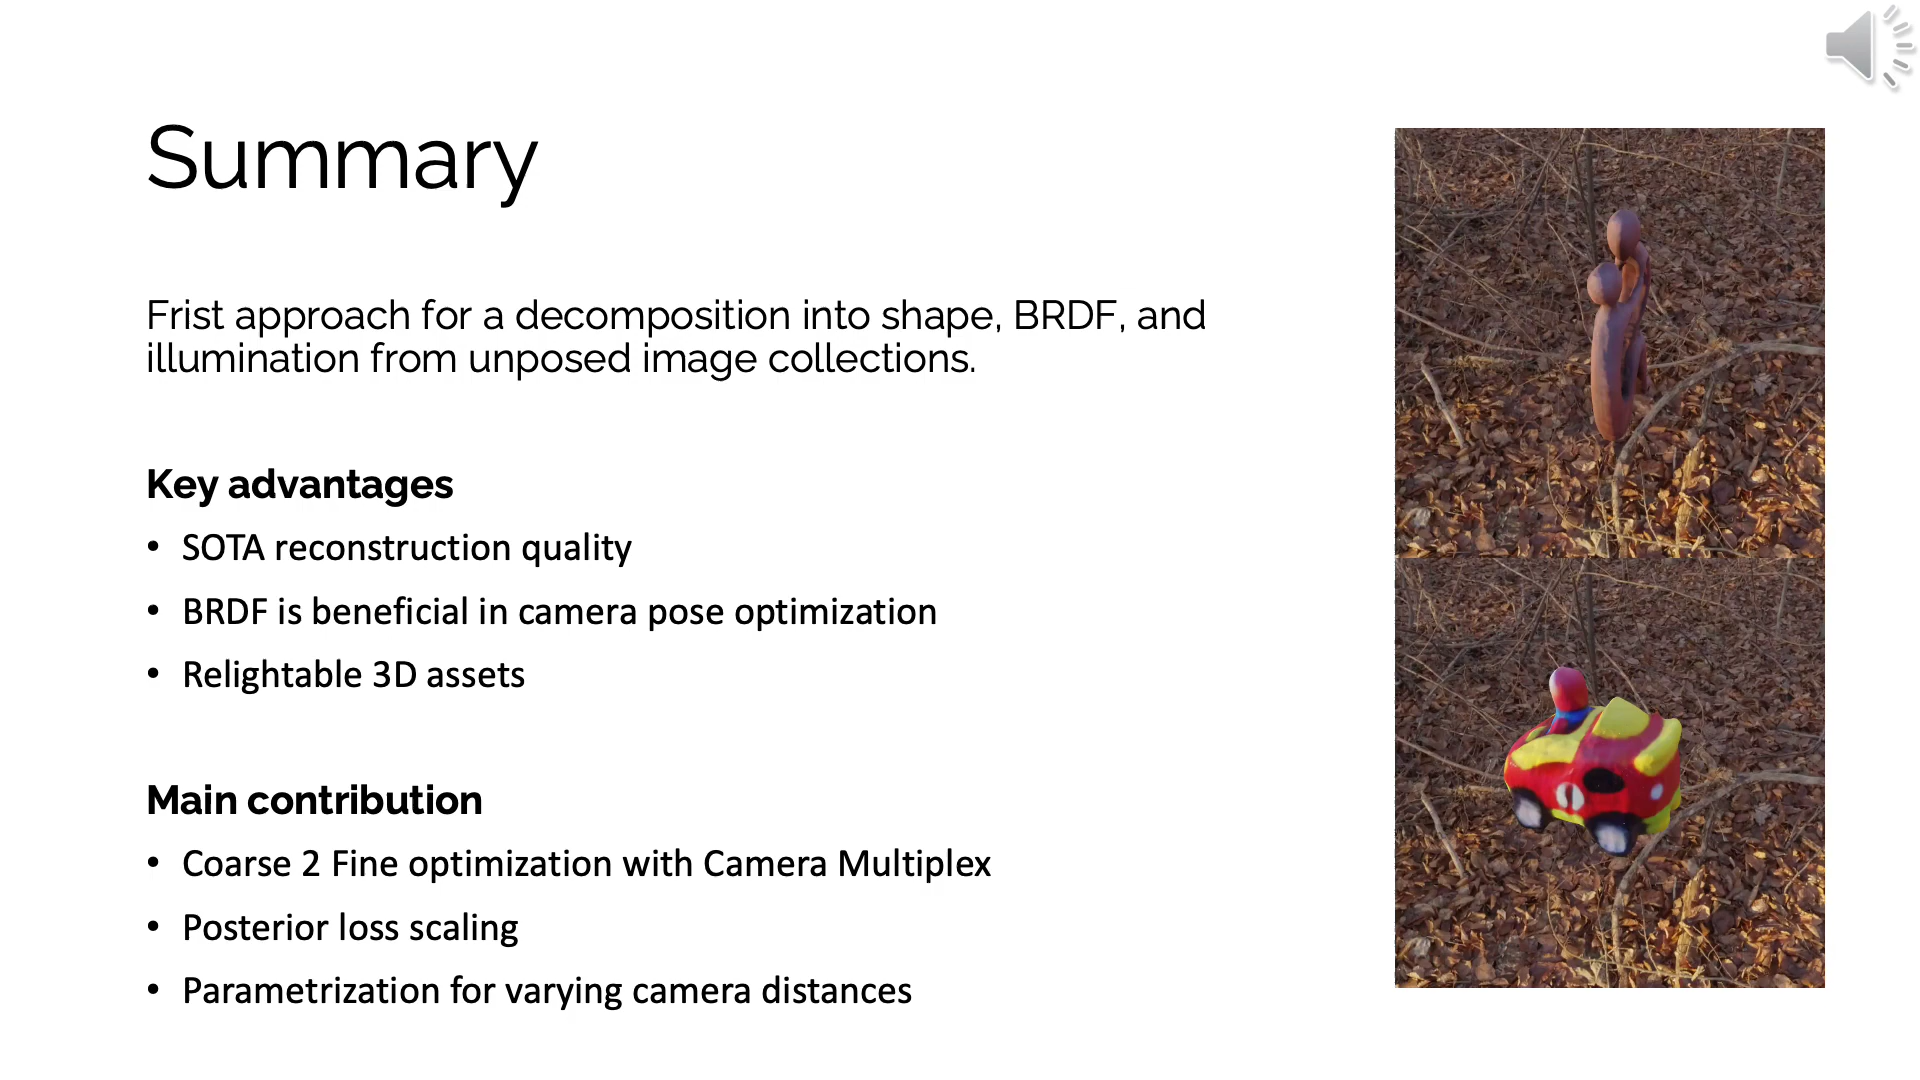 Summary
Frist approach for a decomposition into shape, BRDF, and
illumination from unposed image collections.
Key advantages
• SOTA reconstruction quality
• BRDF is beneficial in camera pose optimization
• Relightable 3D assets
Main contribution
• Coarse 2 Fine optimization with Camera Multiplex
• Posterior loss scaling
• Parametrization for varying camera distances